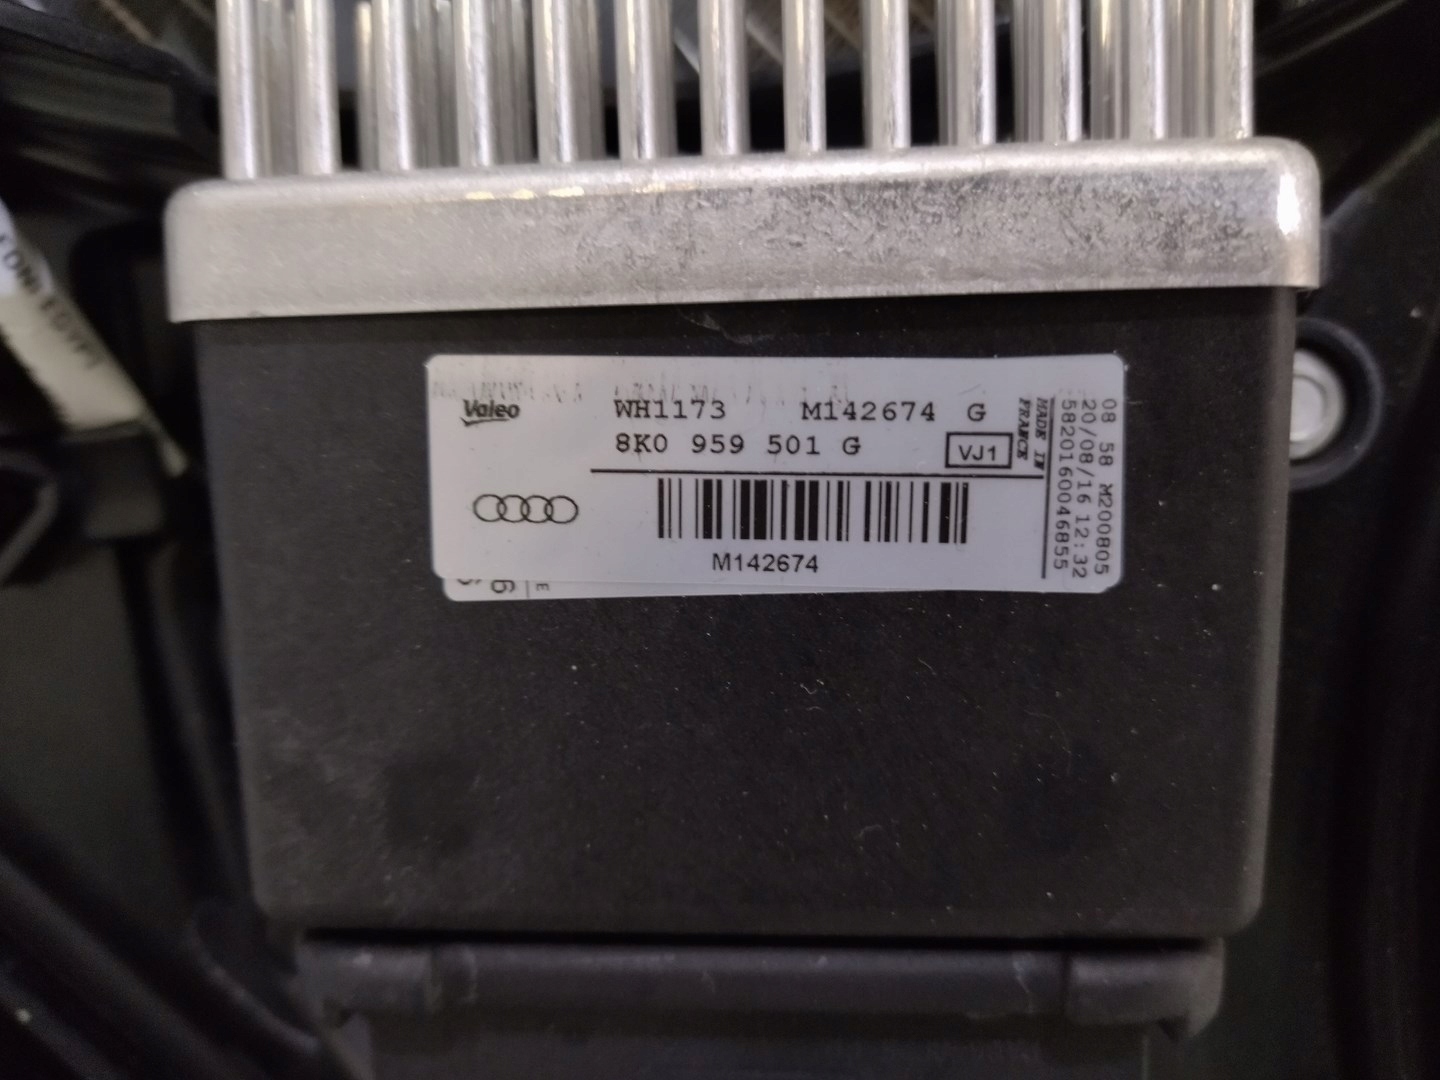 Valeo
WH1173 M142674 G
8K0 959 501 G
VJ1
M142674
MADE IN
FRANCE
08 58 M200805
20/08/16 12:32
5820160046855